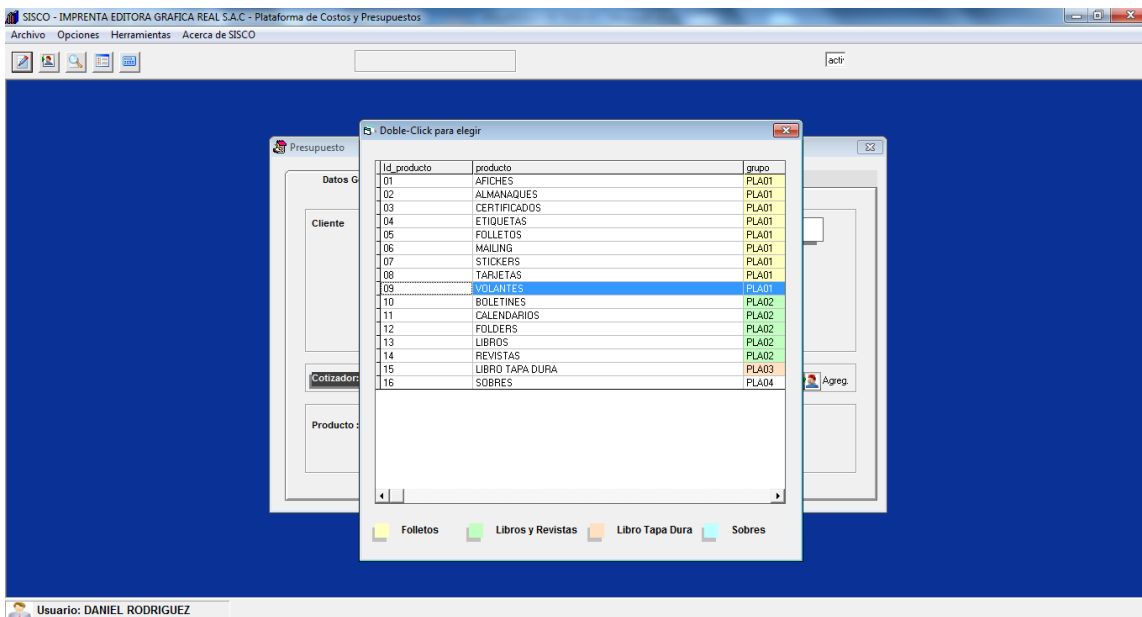 SISCO - IMPRENTA EDITORA GRAFICA REAL S.A.C - Plataforma de Costos y Presupuestos
Archivo Opciones Herramientas Acerca de SISCO
Doble-Click para elegir
Presupuesto
Datos G
Cliente
Cotizador:
Agreg.
Producto :
Id_producto producto grupo
01 AFICHES PLA01
02 ALMANAQUES PLA01
03 CERTIFICADOS PLA01
04 ETIQUETAS PLA01
05 FOLLETOS PLA01
06 MAILING PLA01
07 STICKERS PLA01
08 TARJETAS PLA01
09 VOLANTES PLA01
10 BOLETINES PLA02
11 CALENDARIOS PLA02
12 FOLDERS PLA02
13 LIBROS PLA02
14 REVISTAS PLA02
15 LIBRO TAPA DURA PLA03
16 SOBRES PLA04
Folletos Libros y Revistas Libro Tapa Dura Sobres
Usuario: DANIEL RODRIGUEZ